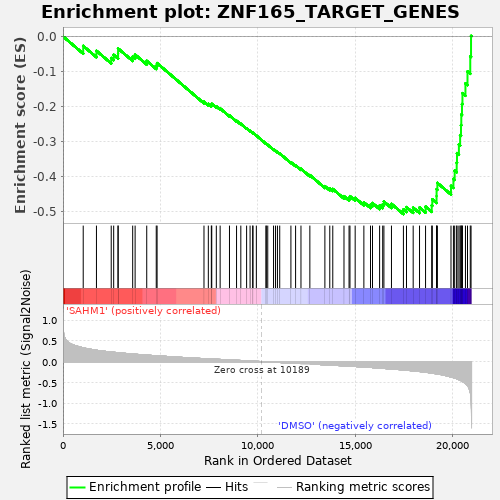 Enrichment plot: ZNF165_TARGET_GENES
Enrichment score (ES)
0.0
-0.1
-0.2
-0.3
-0.4
-0.5
'SAHM1' (positively correlated)
Ranked list metric (Signal2Noise)
1.0
0.5
0.0
-0.5
-1.0
-1.5
Zero cross at 10189
'DMSO' (negatively correlated)
0
5,000
10,000
15,000
20,000
Rank in Ordered Dataset
Enrichment profile
Hits
Ranking metric scores